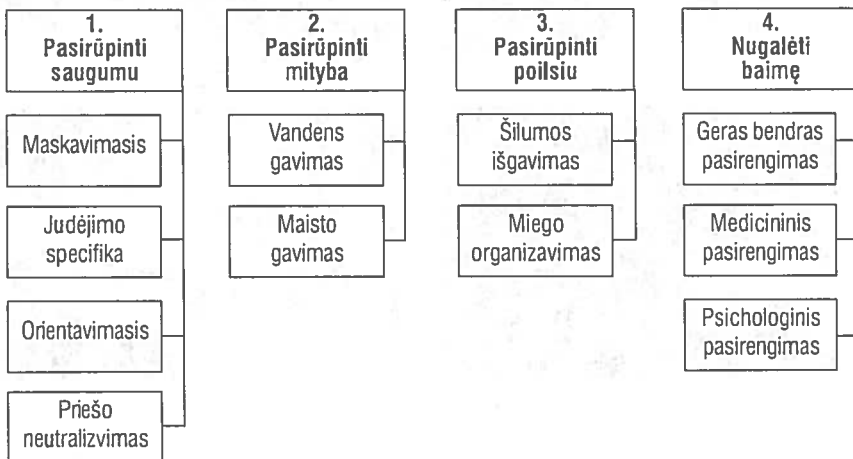 1.
Pasirūpinti
saugumu
Maskavimasis
Judėjimo
specifika
Orientavimasis
Priešo
neutralizvimas
2.
Pasirūpinti
mityba
Vandens
gavimas
Maisto
gavimas
3.
Pasirūpinti
poilsiu
Šilumos
išgavimas
Miego
organizavimas
4.
Nugalėti
baimę
Geras bendras
pasirengimas
Medicininis
pasirengimas
Psichologinis
pasirengimas